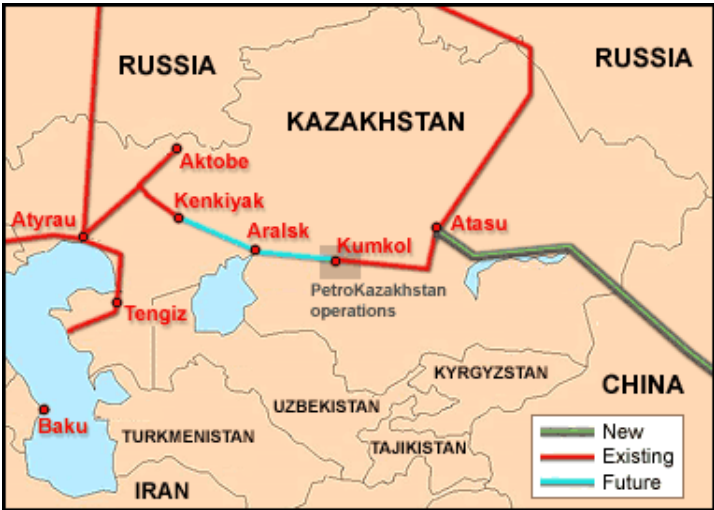 RUSSIA
RUSSIA
KAZAKHSTAN
Aktobe
Kenkiyak
Atyrau
Aralsk
Atasu
Kumkol
PetroKazakhstan
operations
Tengiz
KYRGYZSTAN
CHINA
UZBEKISTAN
Baku
TURKMENISTAN
TAJIKISTAN
IRAN
New
Existing
Future